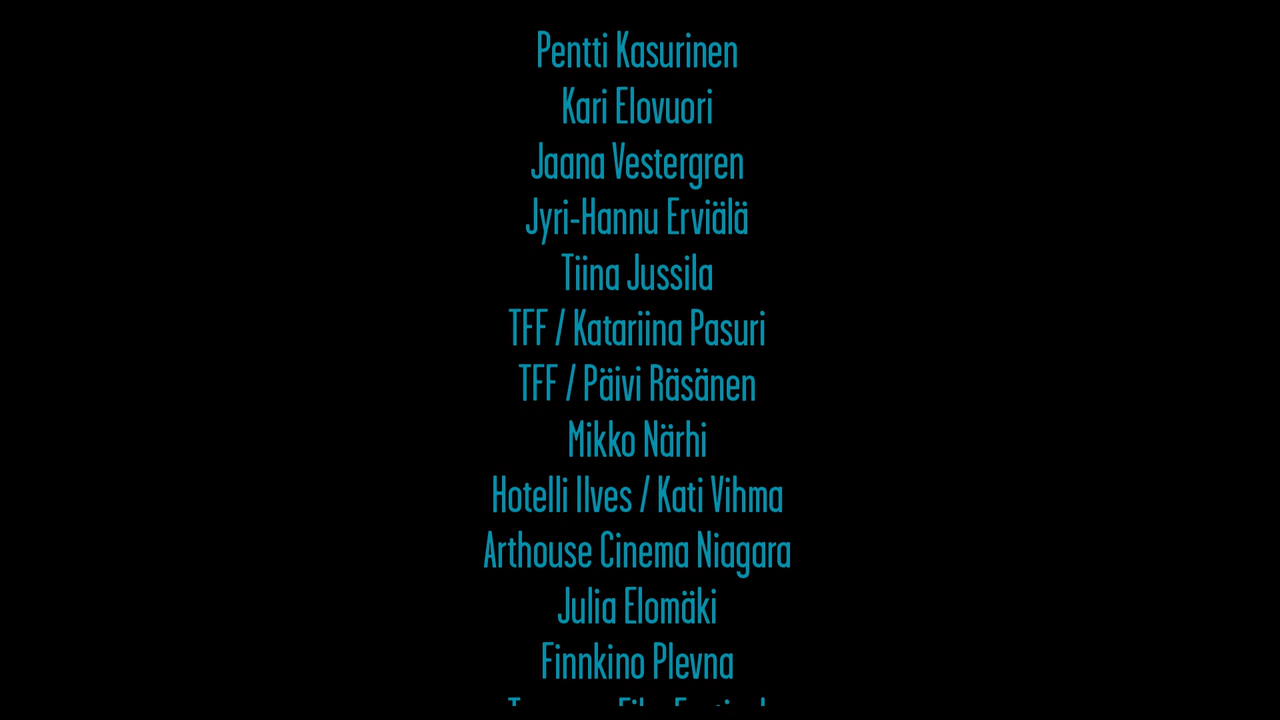 Pentti Kasurinen
Kari Elovuori
Jaana Vestergren
Jyri-Hannu Erviälä
Tiina Jussila
TFF / Katariina Pasuri
TFF / Päivi Räsänen
Mikko Närhi
Hotelli Ilves / Kati Vihma
Arthouse Cinema Niagara
Julia Elomäki
Finnkino Plevna